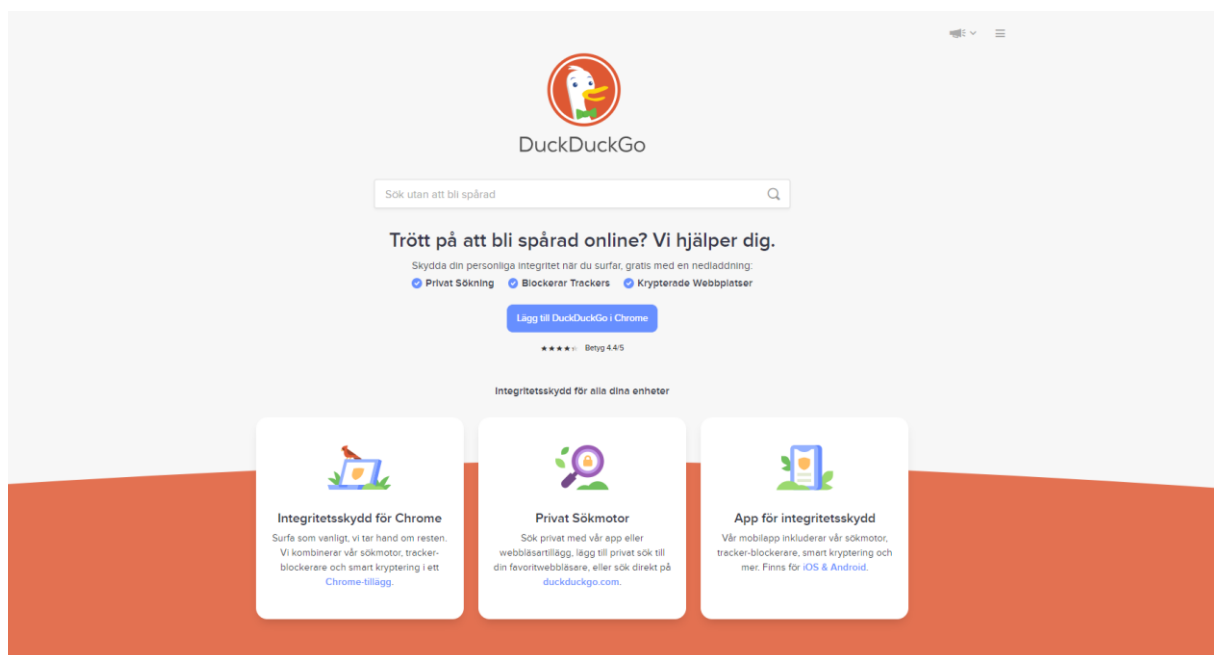 DuckDuckGo
Sök utan att bli spårad
Trött på att bli spårad online? Vi hjälper dig.
Skydda din personliga integritet när du surfar, gratis med en nedladdning:
Privat Sökning Blockerar Trackers Krypterade Webbplatser
Lägg till DuckDuckGo i Chrome
Betyg 4.4/5
Integritetsskydd för alla dina enheter
Integritetsskydd för Chrome
Surfa som vanligt, vi tar hand om resten.
Vi kombinerar vår sökmotor, tracker-
blockerare och smart kryptering i ett
Chrome-tillägg.
Privat Sökmotor
Sök privat med vår app eller
webbläsartillägg, lägg till privat sök till
din favoritwebbläsare, eller sök direkt på
duckduckgo.com.
App för integritetsskydd
Vår mobilapp inkluderar vår sökmotor,
tracker-blockerare, smart kryptering och
mer. Finns för iOS & Android.